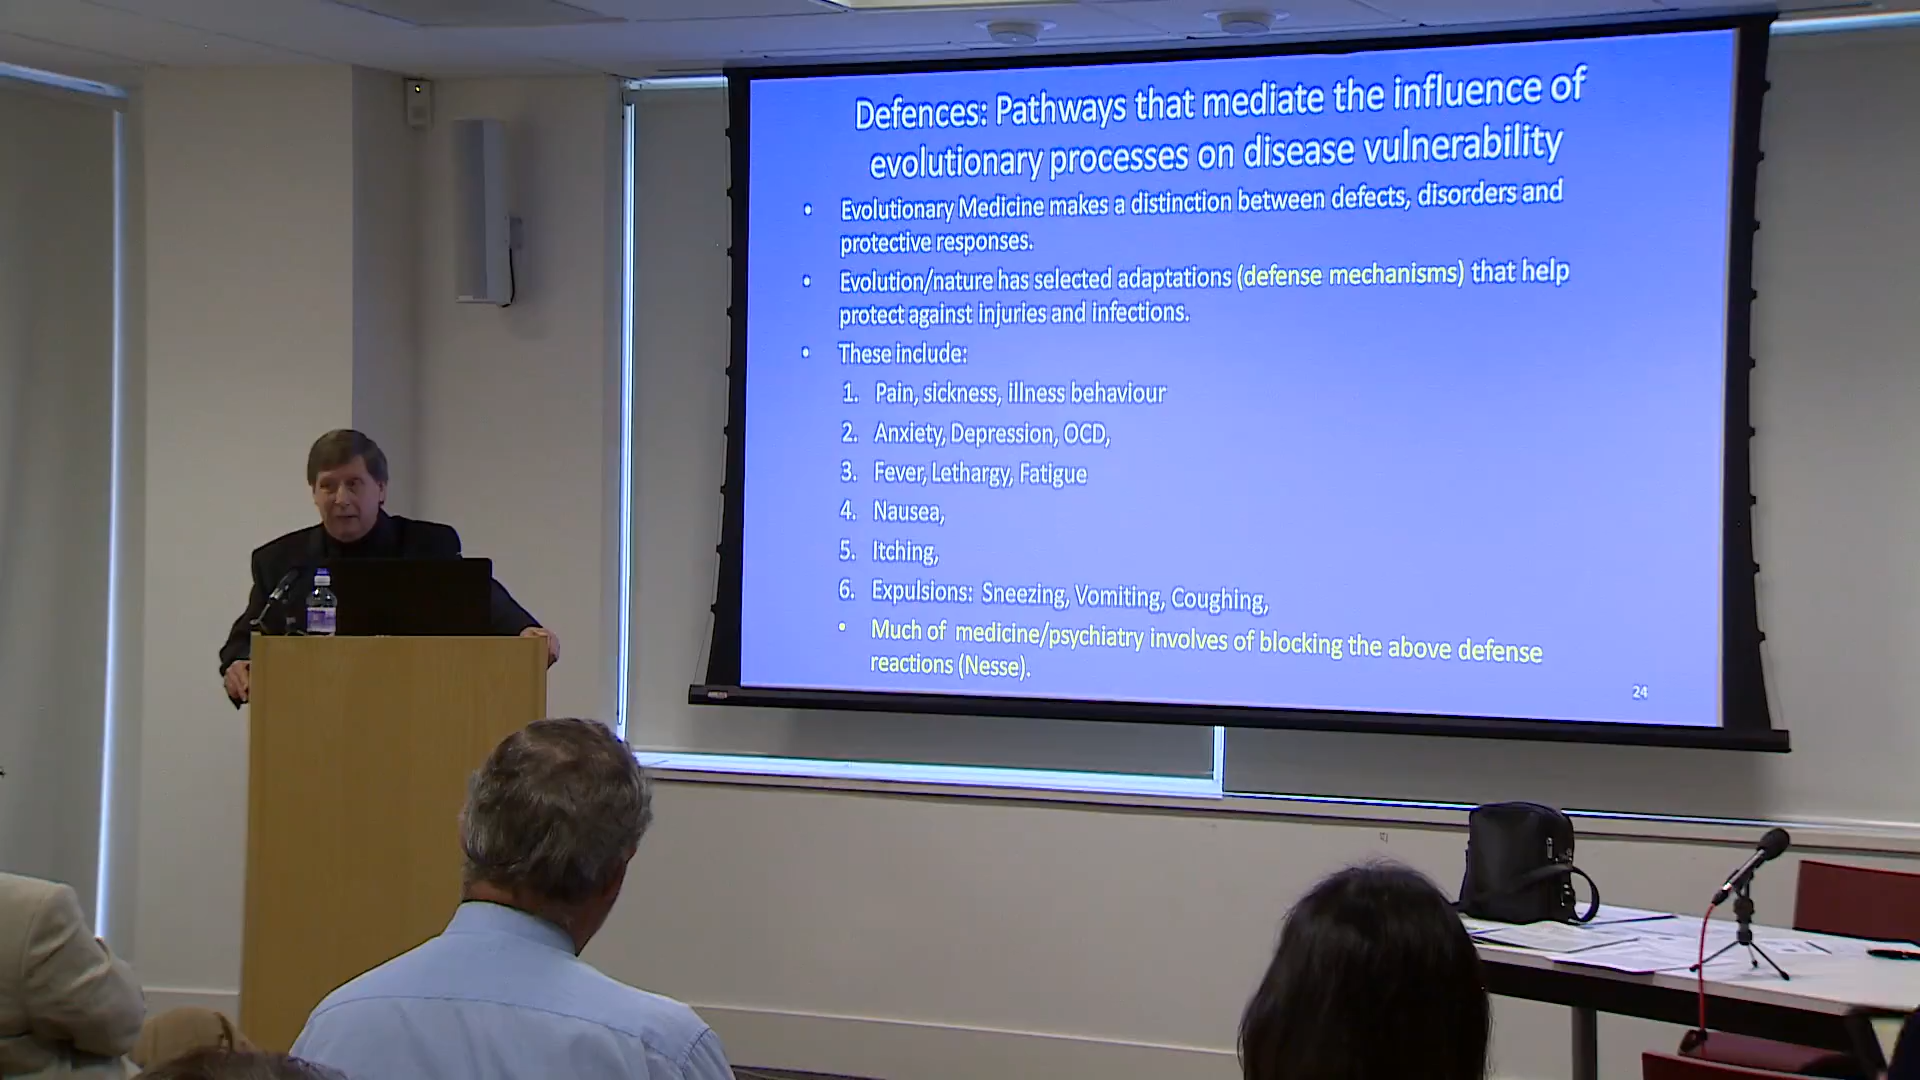 Defences: Pathways that mediate the influence of
evolutionary processes on disease vulnerability
• Evolutionary Medicine makes a distinction between defects, disorders and
protective responses.
• Evolution/nature has selected adaptations (defense mechanisms) that help
protect against injuries and infections.
• These include:
1. Pain, sickness, illness behaviour
2. Anxiety, Depression, OCD,
3. Fever, Lethargy, Fatigue
4. Nausea,
5. Itching,
6. Expulsions: Sneezing, Vomiting, Coughing,
• Much of medicine/psychiatry involves of blocking the above defense
reactions (Nesse).
24